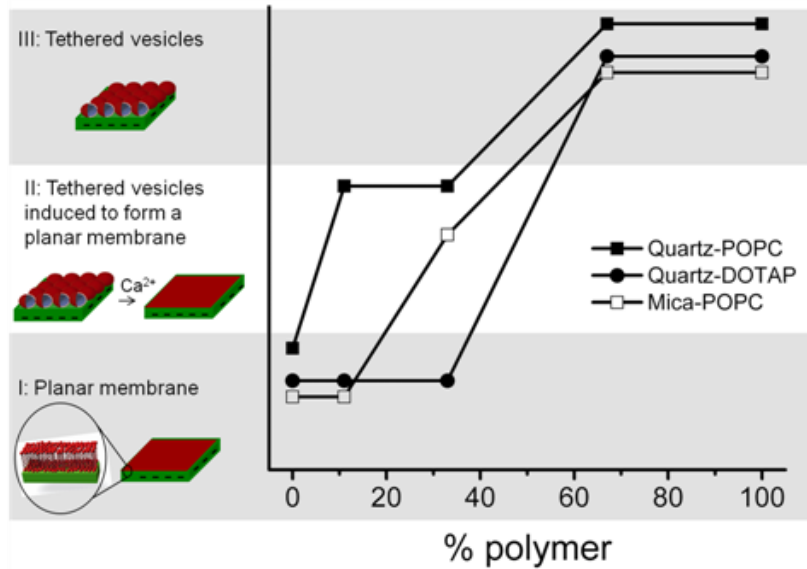 III: Tethered vesicles
II: Tethered vesicles
induced to form a
planar membrane
Ca²⁺
I: Planar membrane
Quartz-POPC
Quartz-DOTAP
Mica-POPC
0 20 40 60 80 100
% polymer